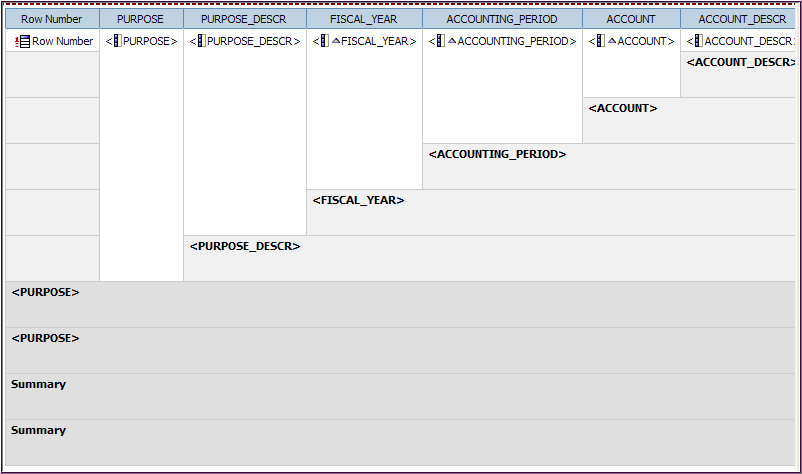 Row Number PURPOSE PURPOSE_DESCR FISCAL_YEAR ACCOUNTING_PERIOD ACCOUNT ACCOUNT_DESCR
Row Number <PURPOSE> <PURPOSE_DESCR> <FISCAL_YEAR> <ACCOUNTING_PERIOD> <ACCOUNT> <ACCOUNT_DESCR
<ACCOUNT_DESCR>
<ACCOUNT>
<ACCOUNTING_PERIOD>
<FISCAL_YEAR>
<PURPOSE_DESCR>
<PURPOSE>
<PURPOSE>
Summary
Summary